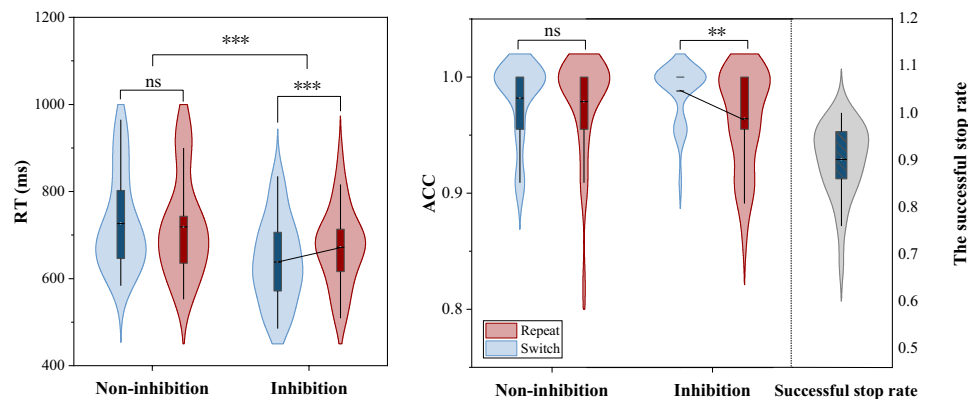 1200
1000
800
600
400
RT (ms)
***
ns
***
Non-inhibition
Inhibition
1.0
0.9
0.8
ACC
ns
**
Repeat
Switch
Non-inhibition
Inhibition
Successful stop rate
1.2
1.1
1.0
0.9
0.8
0.7
0.6
0.5
The successful stop rate